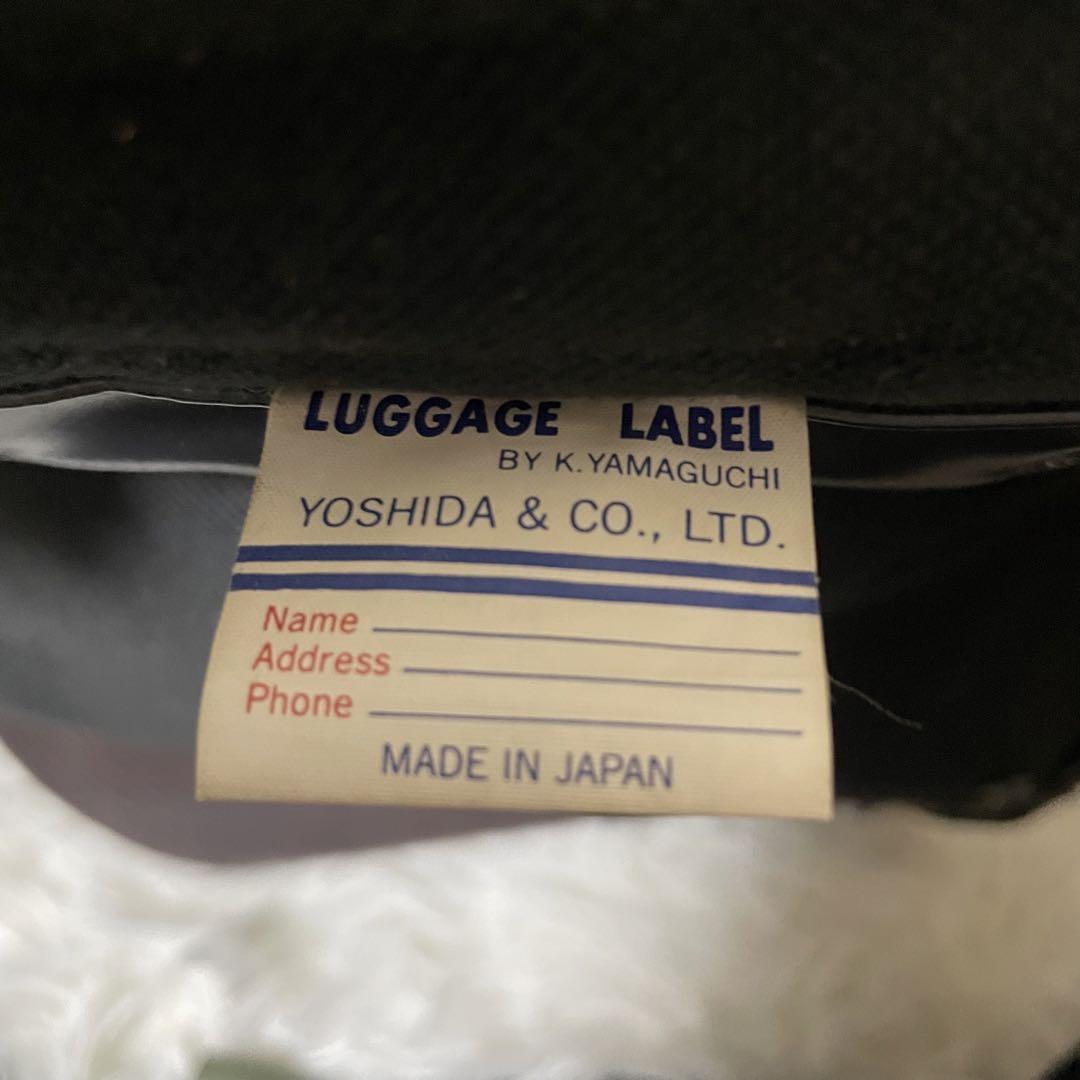 LUGGAGE LABEL
BY K.YAMAGUCHI
YOSHIDA & CO., LTD.
Name
Address
Phone
MADE IN JAPAN